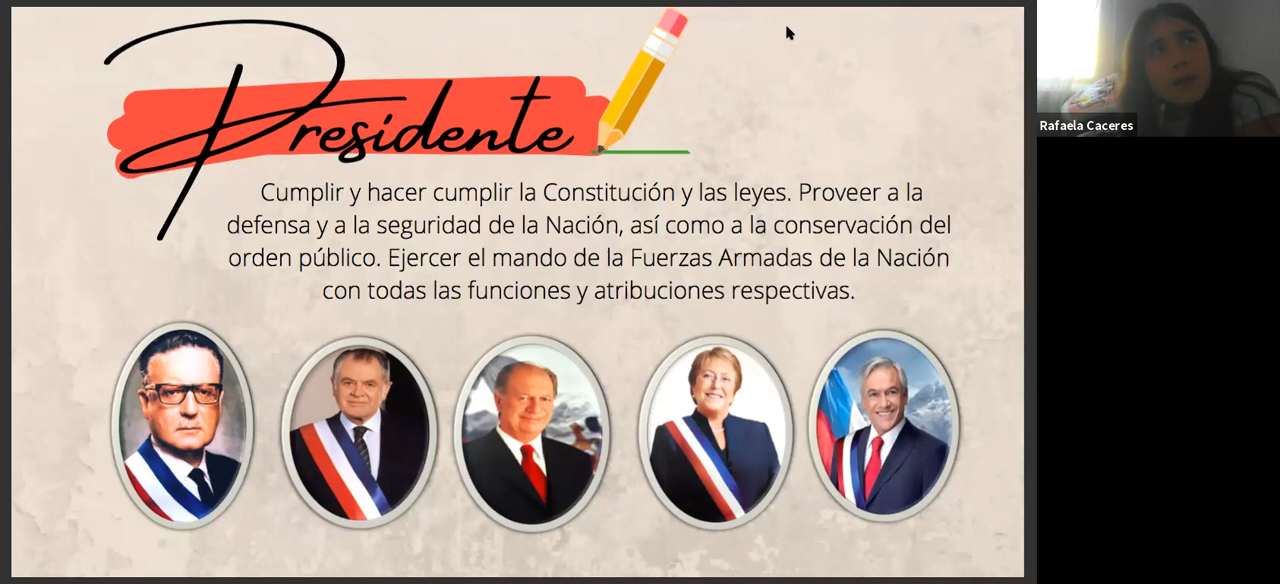 Presidente
Cumplir y hacer cumplir la Constitución y las leyes. Proveer a la
defensa y a la seguridad de la Nación, así como a la conservación del
orden público. Ejercer el mando de la Fuerzas Armadas de la Nación
con todas las funciones y atribuciones respectivas.
Rafaela Caceres